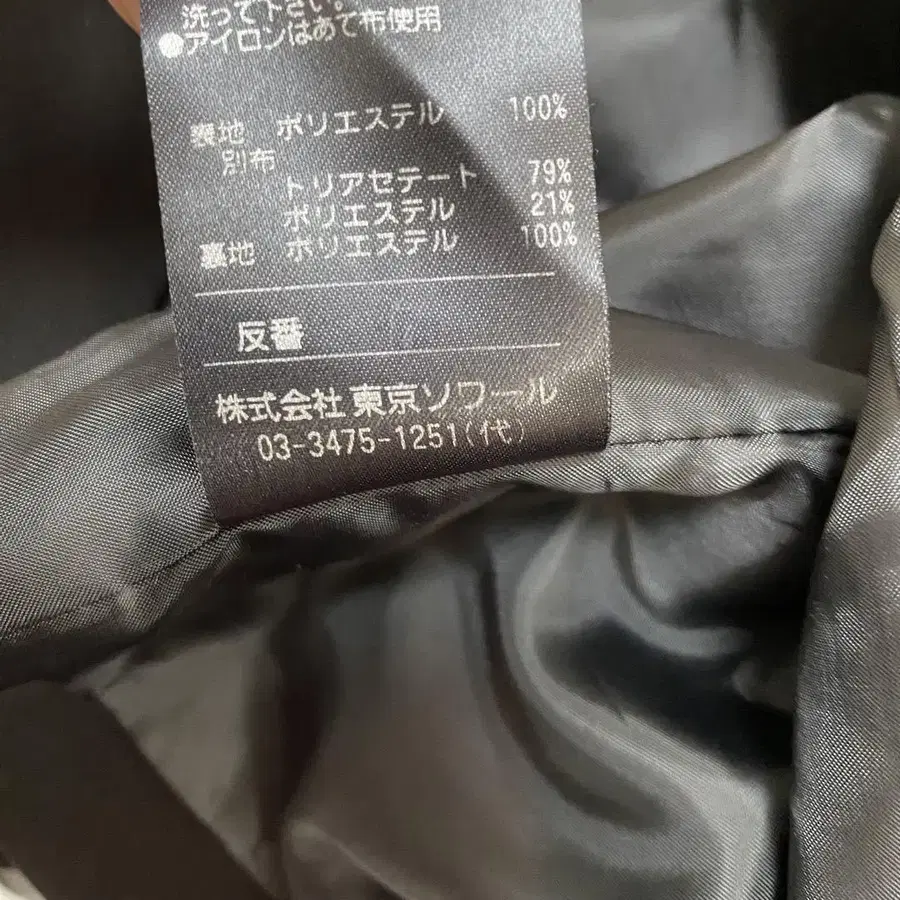 洗って下さい。
●アイロンはあて布使用
表地 ポリエステル 100%
別布
トリアセテート 79%
ポリエステル 21%
裏地 ポリエステル 100%
反番
株式会社 東京ソワール
03-3475-1251(代)